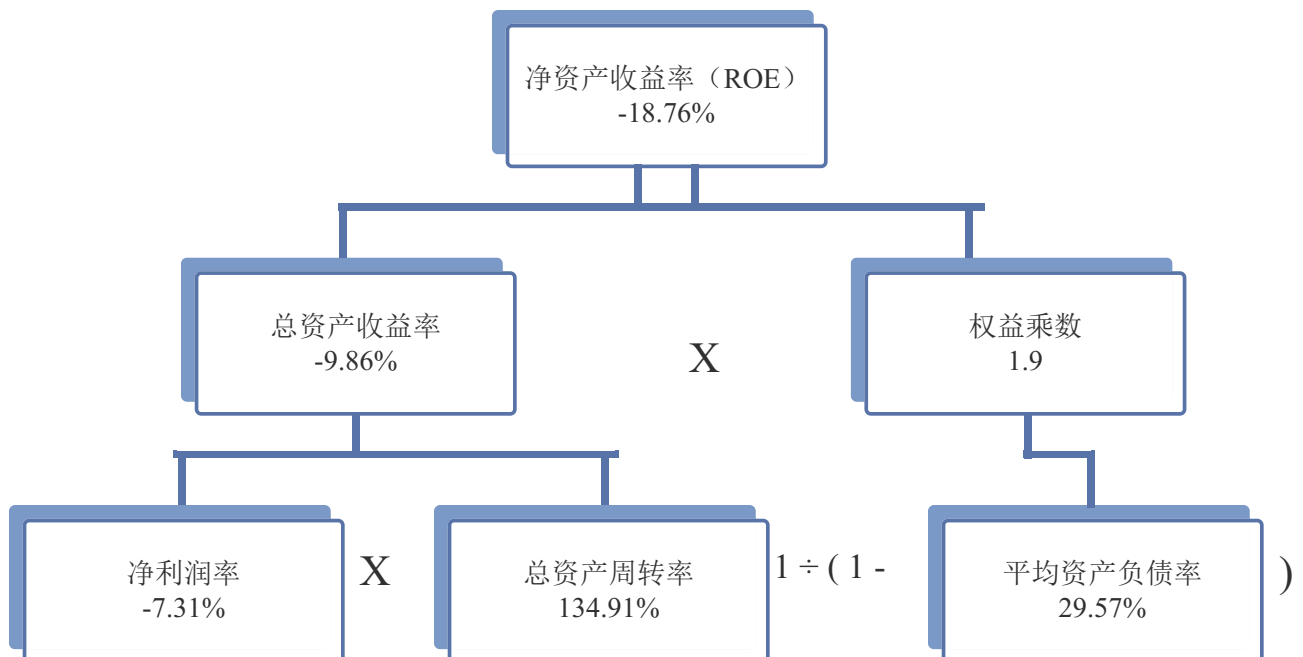 净资产收益率（ROE）
-18.76%
总资产收益率
-9.86%
X
权益乘数
1.9
净利润率
-7.31%
X
总资产周转率
134.91%
1 ÷ ( 1 -
平均资产负债率
29.57%
)